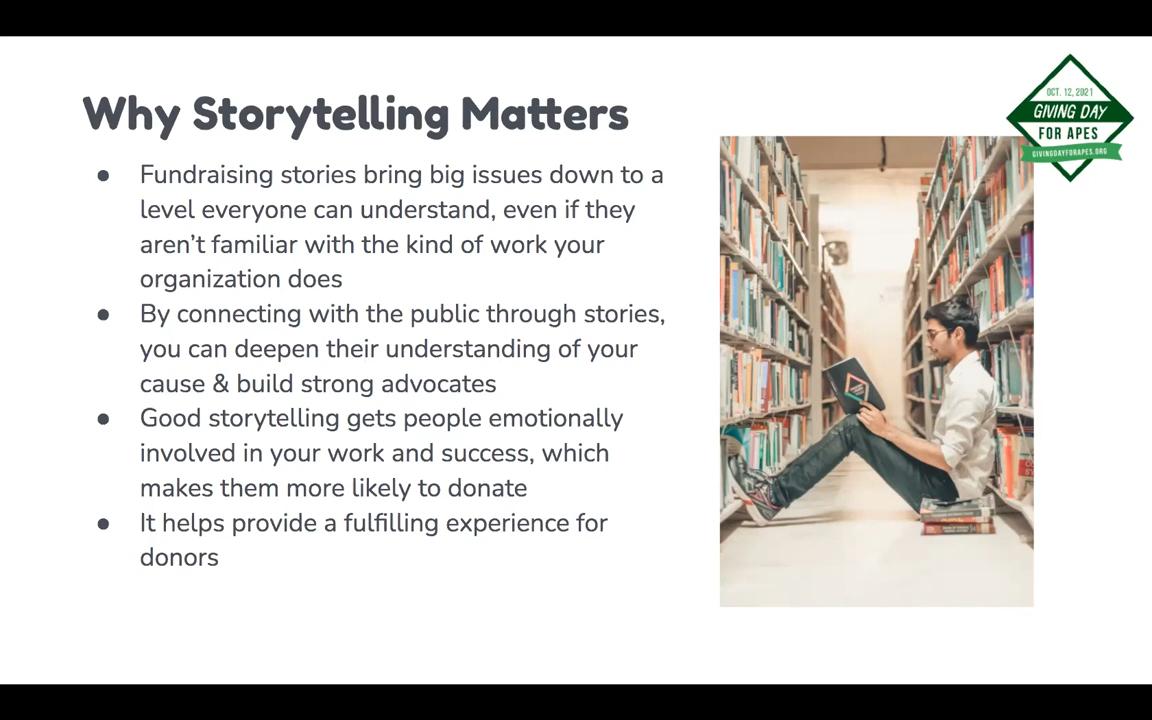 Why Storytelling Matters
● Fundraising stories bring big issues down to a
level everyone can understand, even if they
aren’t familiar with the kind of work your
organization does
● By connecting with the public through stories,
you can deepen their understanding of your
cause & build strong advocates
● Good storytelling gets people emotionally
involved in your work and success, which
makes them more likely to donate
● It helps provide a fulfilling experience for
donors
OCT. 12, 2021
GIVING DAY
FOR APES
GIVINGDAYFORAPES.ORG